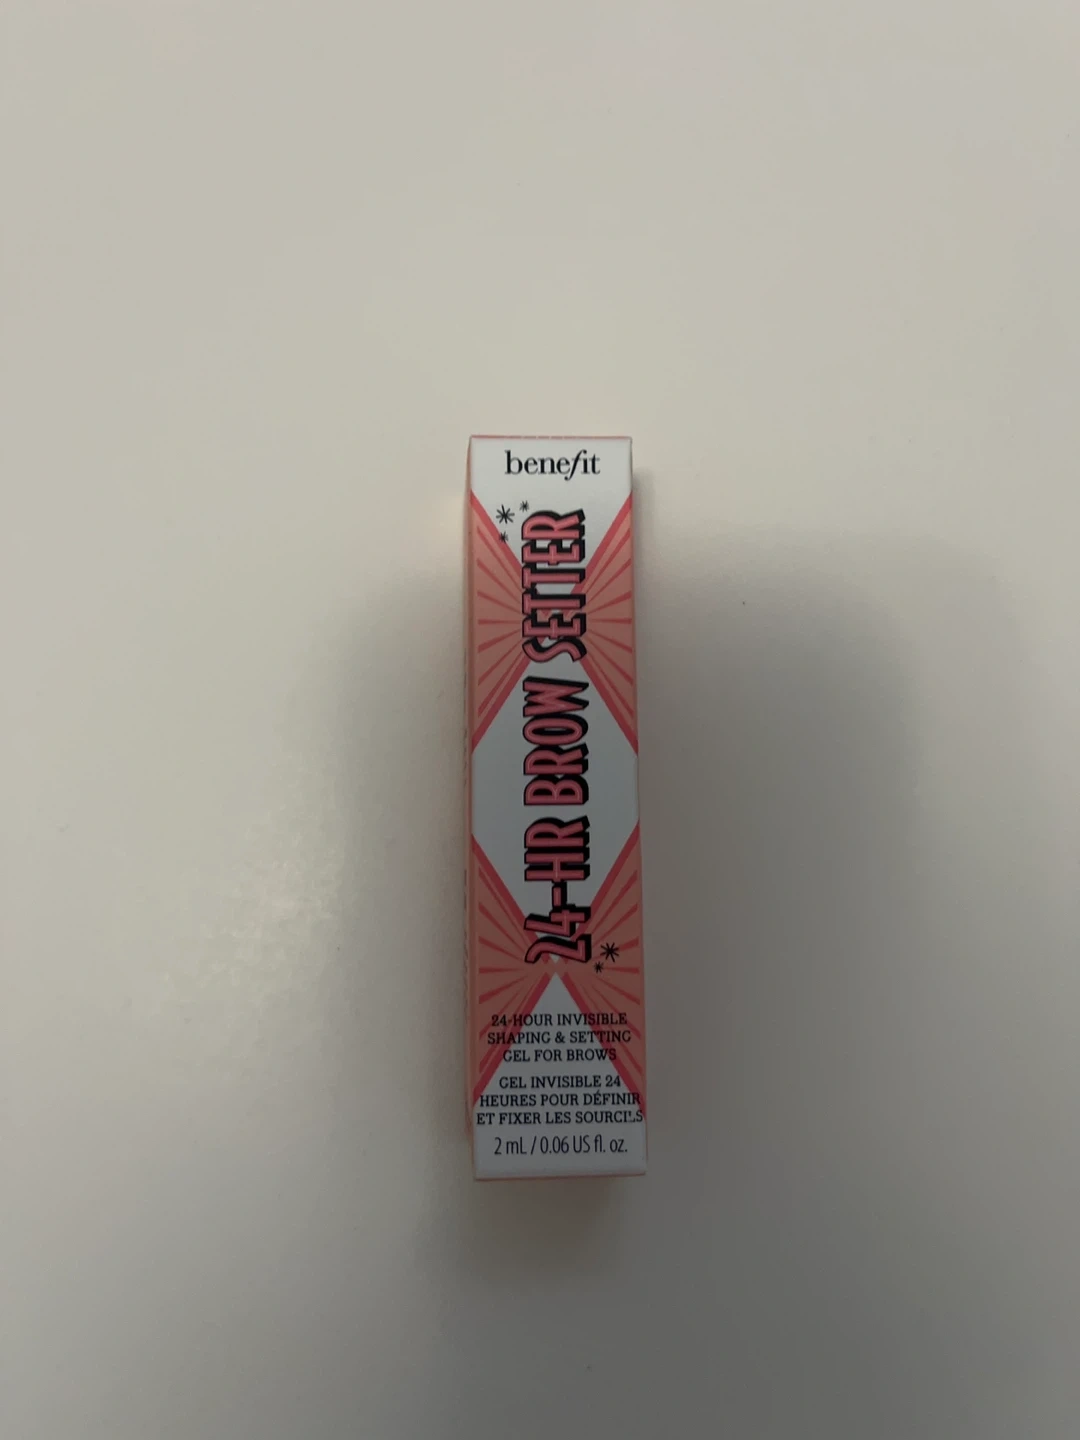 benefit
24-HR BROW SETTER
24-HOUR INVISIBLE
SHAPING & SETTING
GEL FOR BROWS
GEL INVISIBLE 24
HEURES POUR DÉFINIR
ET FIXER LES SOURCILS
2 mL / 0.06 US fl. oz.